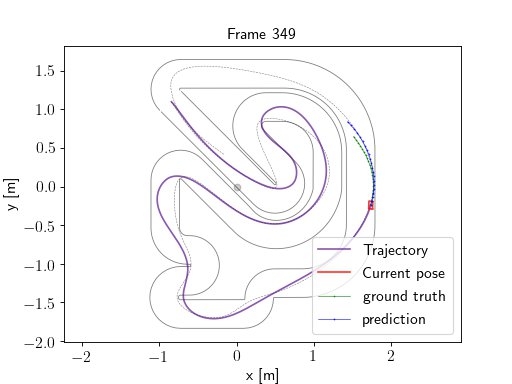 Frame 349
1.5
1.0
0.5
0.0
−0.5
−1.0
−1.5
−2.0
y [m]
−2 −1 0 1 2
x [m]
Trajectory
Current pose
ground truth
prediction